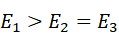 E₁ > E₂ = E₃